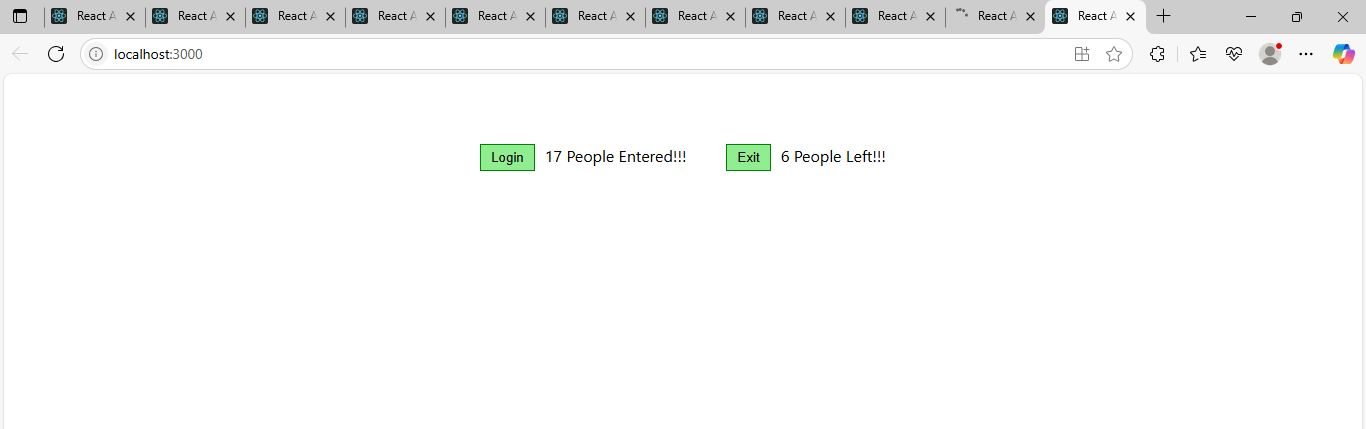 React A React A React A React A React A React A React A React A React A React A React A
localhost:3000
Login 17 People Entered!!! Exit 6 People Left!!!